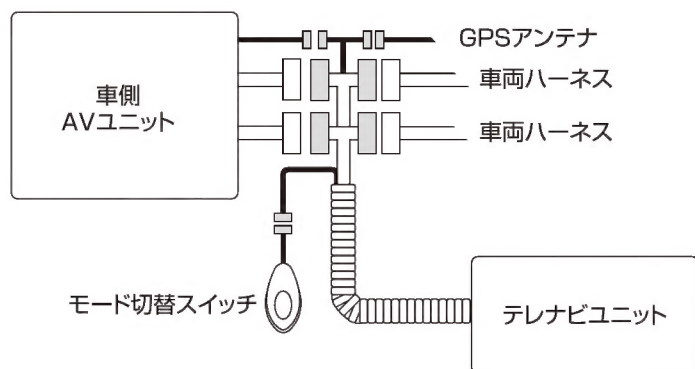 GPSアンテナ
車両ハーネス
車側
AVユニット
車両ハーネス
モード切替スイッチ
テレナビユニット